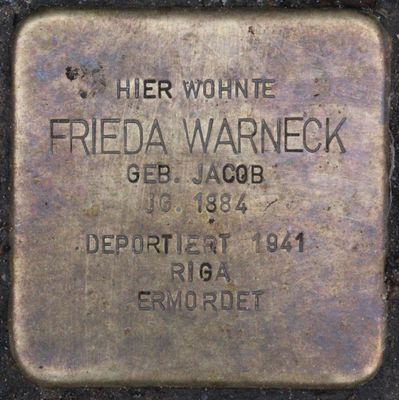 HIER WOHNTE
FRIEDA WARNECK
GEB. JACOB
JG. 1884
DEPORTIERT 1941
RIGA
ERMORDET